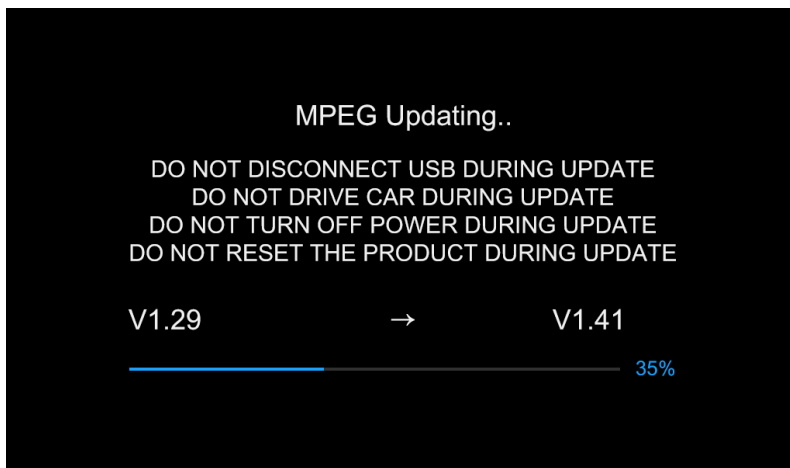 MPEG Updating..
DO NOT DISCONNECT USB DURING UPDATE
DO NOT DRIVE CAR DURING UPDATE
DO NOT TURN OFF POWER DURING UPDATE
DO NOT RESET THE PRODUCT DURING UPDATE
V1.29 → V1.41
35%